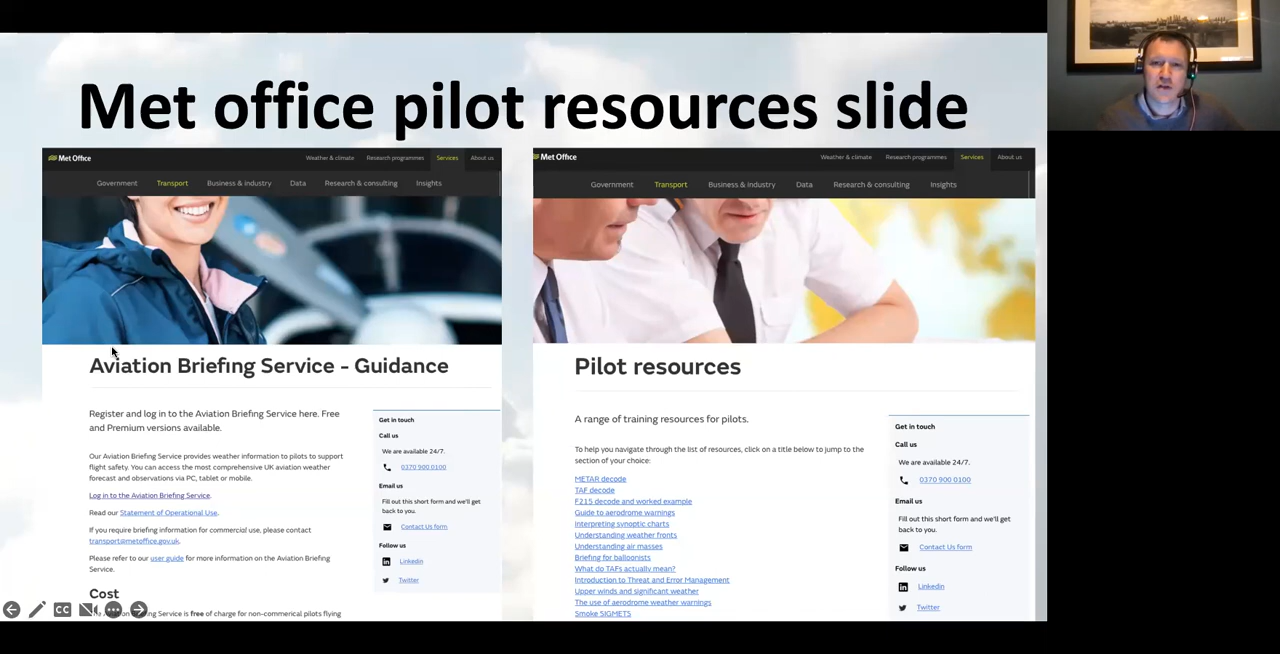 Met office pilot resources slide
Met Office
Weather & climate
Research programmes
Services
About us
Government
Transport
Business & industry
Data
Research & consulting
Insights
Aviation Briefing Service - Guidance
Register and log in to the Aviation Briefing Service here. Free
and Premium versions available.
Our Aviation Briefing Service provides weather information to pilots to support
flight safety. You can access the most comprehensive UK aviation weather
forecast and observations via PC, tablet or mobile.
Log in to the Aviation Briefing Service.
Read our Statement of Operational Use.
If you require briefing information for commercial use, please contact
transport@metoffice.gov.uk.
Please refer to our user guide for more information on the Aviation Briefing
Service.
Cost
Briefing Service is free of charge for non-commerical pilots flying
Get in touch
Call us
We are available 24/7.
0370 900 0100
Email us
Fill out this short form and we'll get
back to you.
Contact Us form
Follow us
Linkedin
Twitter
CC
Met Office
Weather & climate
Research programmes
Services
About us
Government
Transport
Business & industry
Data
Research & consulting
Insights
Pilot resources
A range of training resources for pilots.
To help you navigate through the list of resources, click on a title below to jump to the
section of your choice:
METAR decode
TAF decode
F215 decode and worked example
Guide to aerodrome warnings
Interpreting synoptic charts
Understanding weather fronts
Understanding air masses
Briefing for balloonists
What do TAFs actually mean?
Introduction to Threat and Error Management
Upper winds and significant weather
The use of aerodrome weather warnings
Smoke SIGMETS
Get in touch
Call us
We are available 24/7.
0370 900 0100
Email us
Fill out this short form and we'll get
back to you.
Contact Us form
Follow us
Linkedin
Twitter